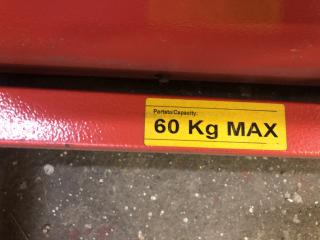 Portata/Capacity:
60 Kg MAX